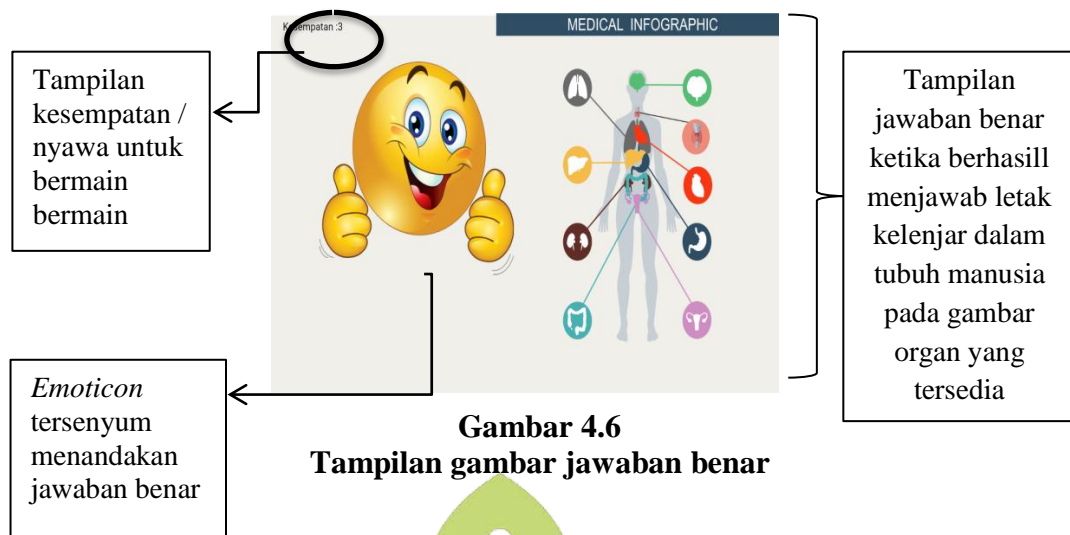 Kesempatan :3
MEDICAL INFOGRAPHIC
Tampilan
kesempatan /
nyawa untuk
bermain
bermain
Tampilan
jawaban benar
ketika berhasill
menjawab letak
kelenjar dalam
tubuh manusia
pada gambar
organ yang
tersedia
Emoticon
tersenyum
menandakan
jawaban benar
Gambar 4.6
Tampilan gambar jawaban benar